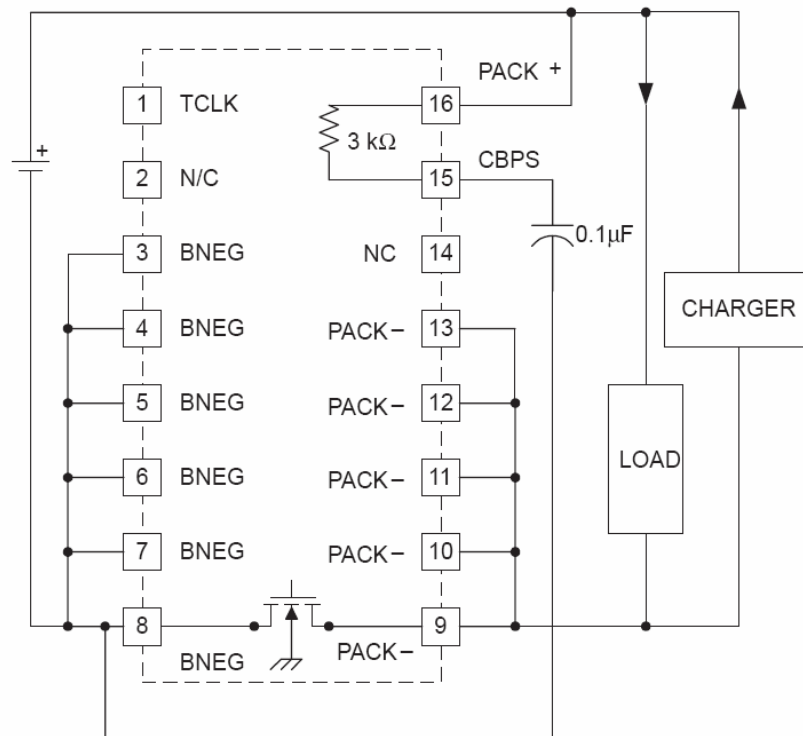 PACK +
1 TCLK
16
3 kΩ
+
CBPS
2 N/C
15
0.1μF
3 BNEG
NC 14
CHARGER
4 BNEG
PACK− 13
5 BNEG
PACK− 12
LOAD
6 BNEG
PACK− 11
7 BNEG
PACK− 10
8
9
BNEG
PACK−